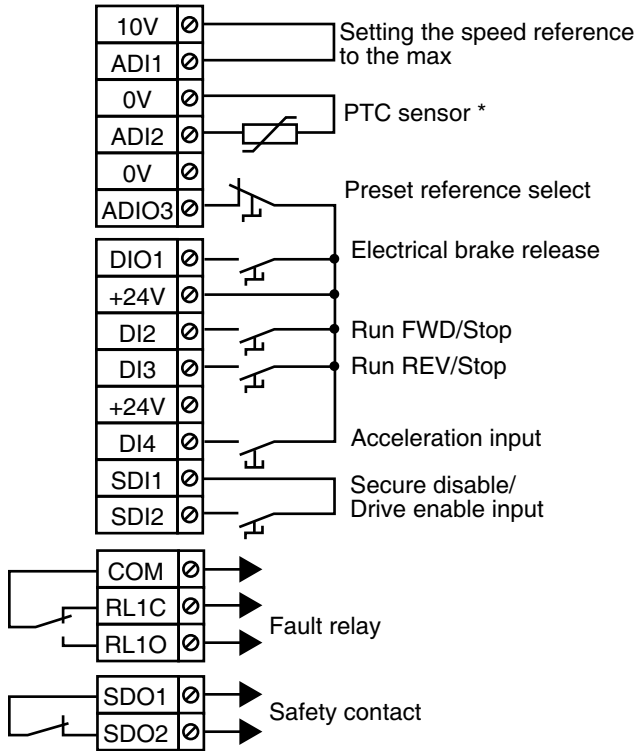 10V
Setting the speed reference
ADI1
to the max
0V
PTC sensor *
ADI2
0V
Preset reference select
ADIO3
Electrical brake release
DIO1
+24V
DI2
Run FWD/Stop
DI3
Run REV/Stop
+24V
DI4
Acceleration input
SDI1
Secure disable/
SDI2
Drive enable input
COM
RL1C
Fault relay
RL1O
SDO1
Safety contact
SDO2